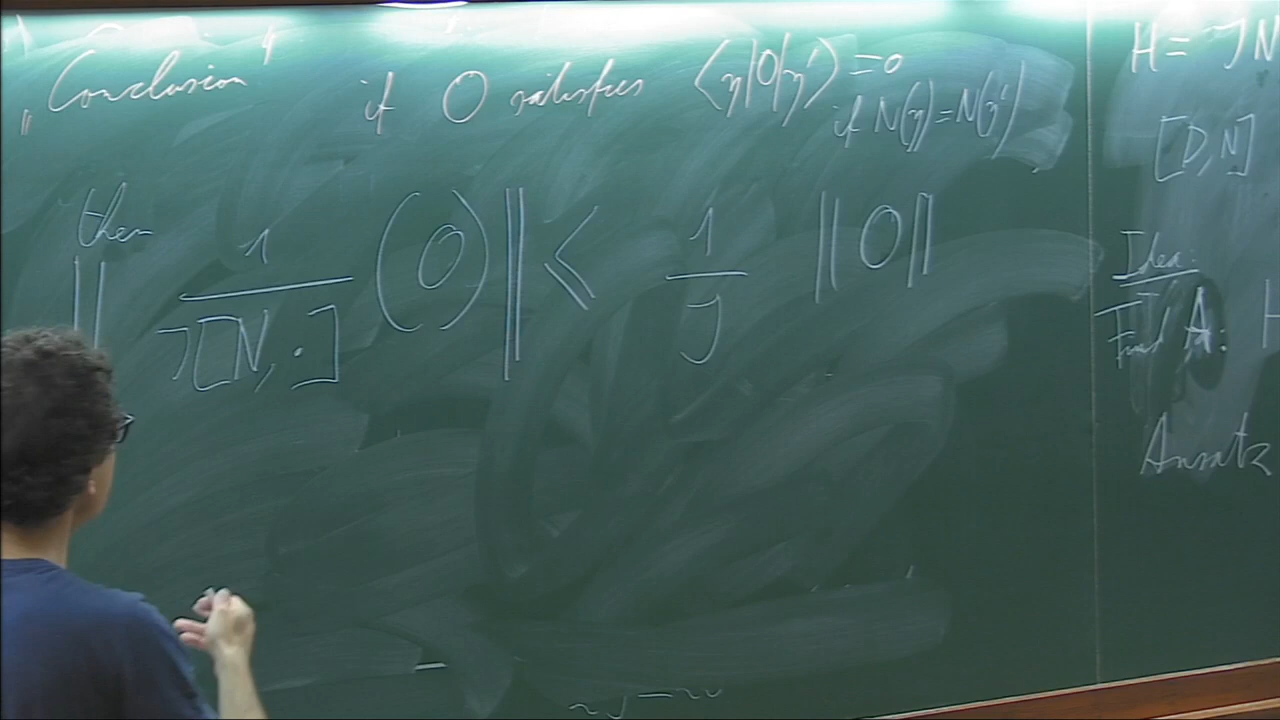 „Conclusion“ if O satisfies ⟨η|O|η'⟩=0
if N(η)=N(η')
then
‖ 1/J[N,·] (O) ‖ ⩽ 1/J ‖O‖
H = JN
[D,N]
Idea:
Find A: H
Ansatz